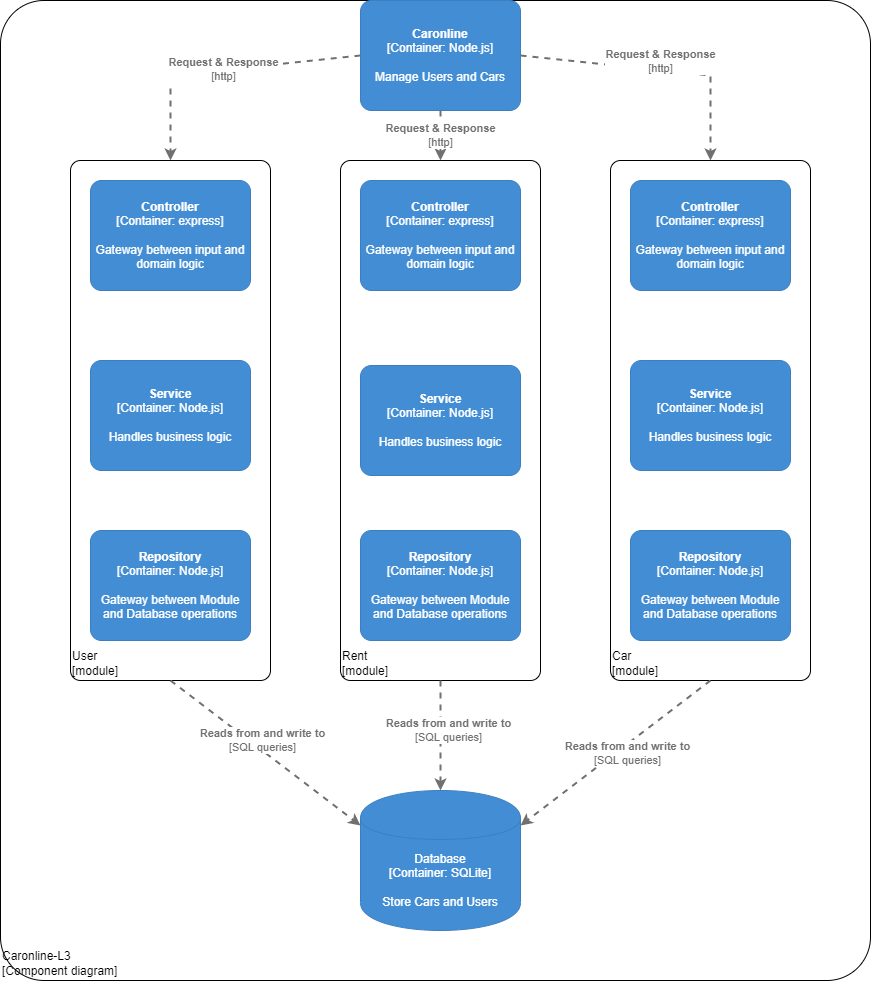 Caronline
[Container: Node.js]
Manage Users and Cars
Request & Response
[http]
Request & Response
[http]
Request & Response
[http]
Controller
[Container: express]
Gateway between input and
domain logic
Service
[Container: Node.js]
Handles business logic
Repository
[Container: Node.js]
Gateway between Module
and Database operations
User
[module]
Controller
[Container: express]
Gateway between input and
domain logic
Service
[Container: Node.js]
Handles business logic
Repository
[Container: Node.js]
Gateway between Module
and Database operations
Rent
[module]
Controller
[Container: express]
Gateway between input and
domain logic
Service
[Container: Node.js]
Handles business logic
Repository
[Container: Node.js]
Gateway between Module
and Database operations
Car
[module]
Reads from and write to
[SQL queries]
Reads from and write to
[SQL queries]
Reads from and write to
[SQL queries]
Database
[Container: SQLite]
Store Cars and Users
Caronline-L3
[Component diagram]